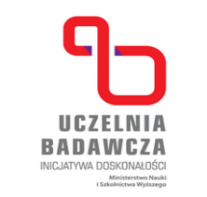 UCZELNIA
BADAWCZA
INICJATYWA DOSKONAŁOŚCI
Ministerstwo Nauki
i Szkolnictwa Wyższego